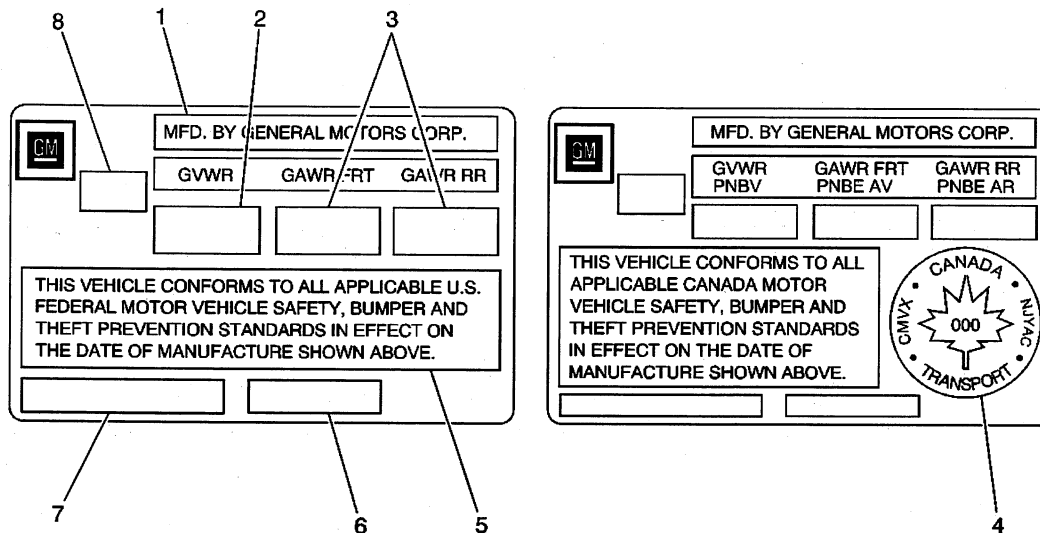 8 1 2 3
GM
MFD. BY GENERAL MOTORS CORP.
GVWR GAWR FRT GAWR RR
THIS VEHICLE CONFORMS TO ALL APPLICABLE U.S.
FEDERAL MOTOR VEHICLE SAFETY, BUMPER AND
THEFT PREVENTION STANDARDS IN EFFECT ON
THE DATE OF MANUFACTURE SHOWN ABOVE.
7 6 5
GM
MFD. BY GENERAL MOTORS CORP.
GVWR GAWR FRT GAWR RR
PNBV PNBE AV PNBE AR
THIS VEHICLE CONFORMS TO ALL
APPLICABLE CANADA MOTOR
VEHICLE SAFETY, BUMPER AND
THEFT PREVENTION STANDARDS
IN EFFECT ON THE DATE OF
MANUFACTURE SHOWN ABOVE.
CANADA • NJYAC • TRANSPORT • CMVX •
000
4